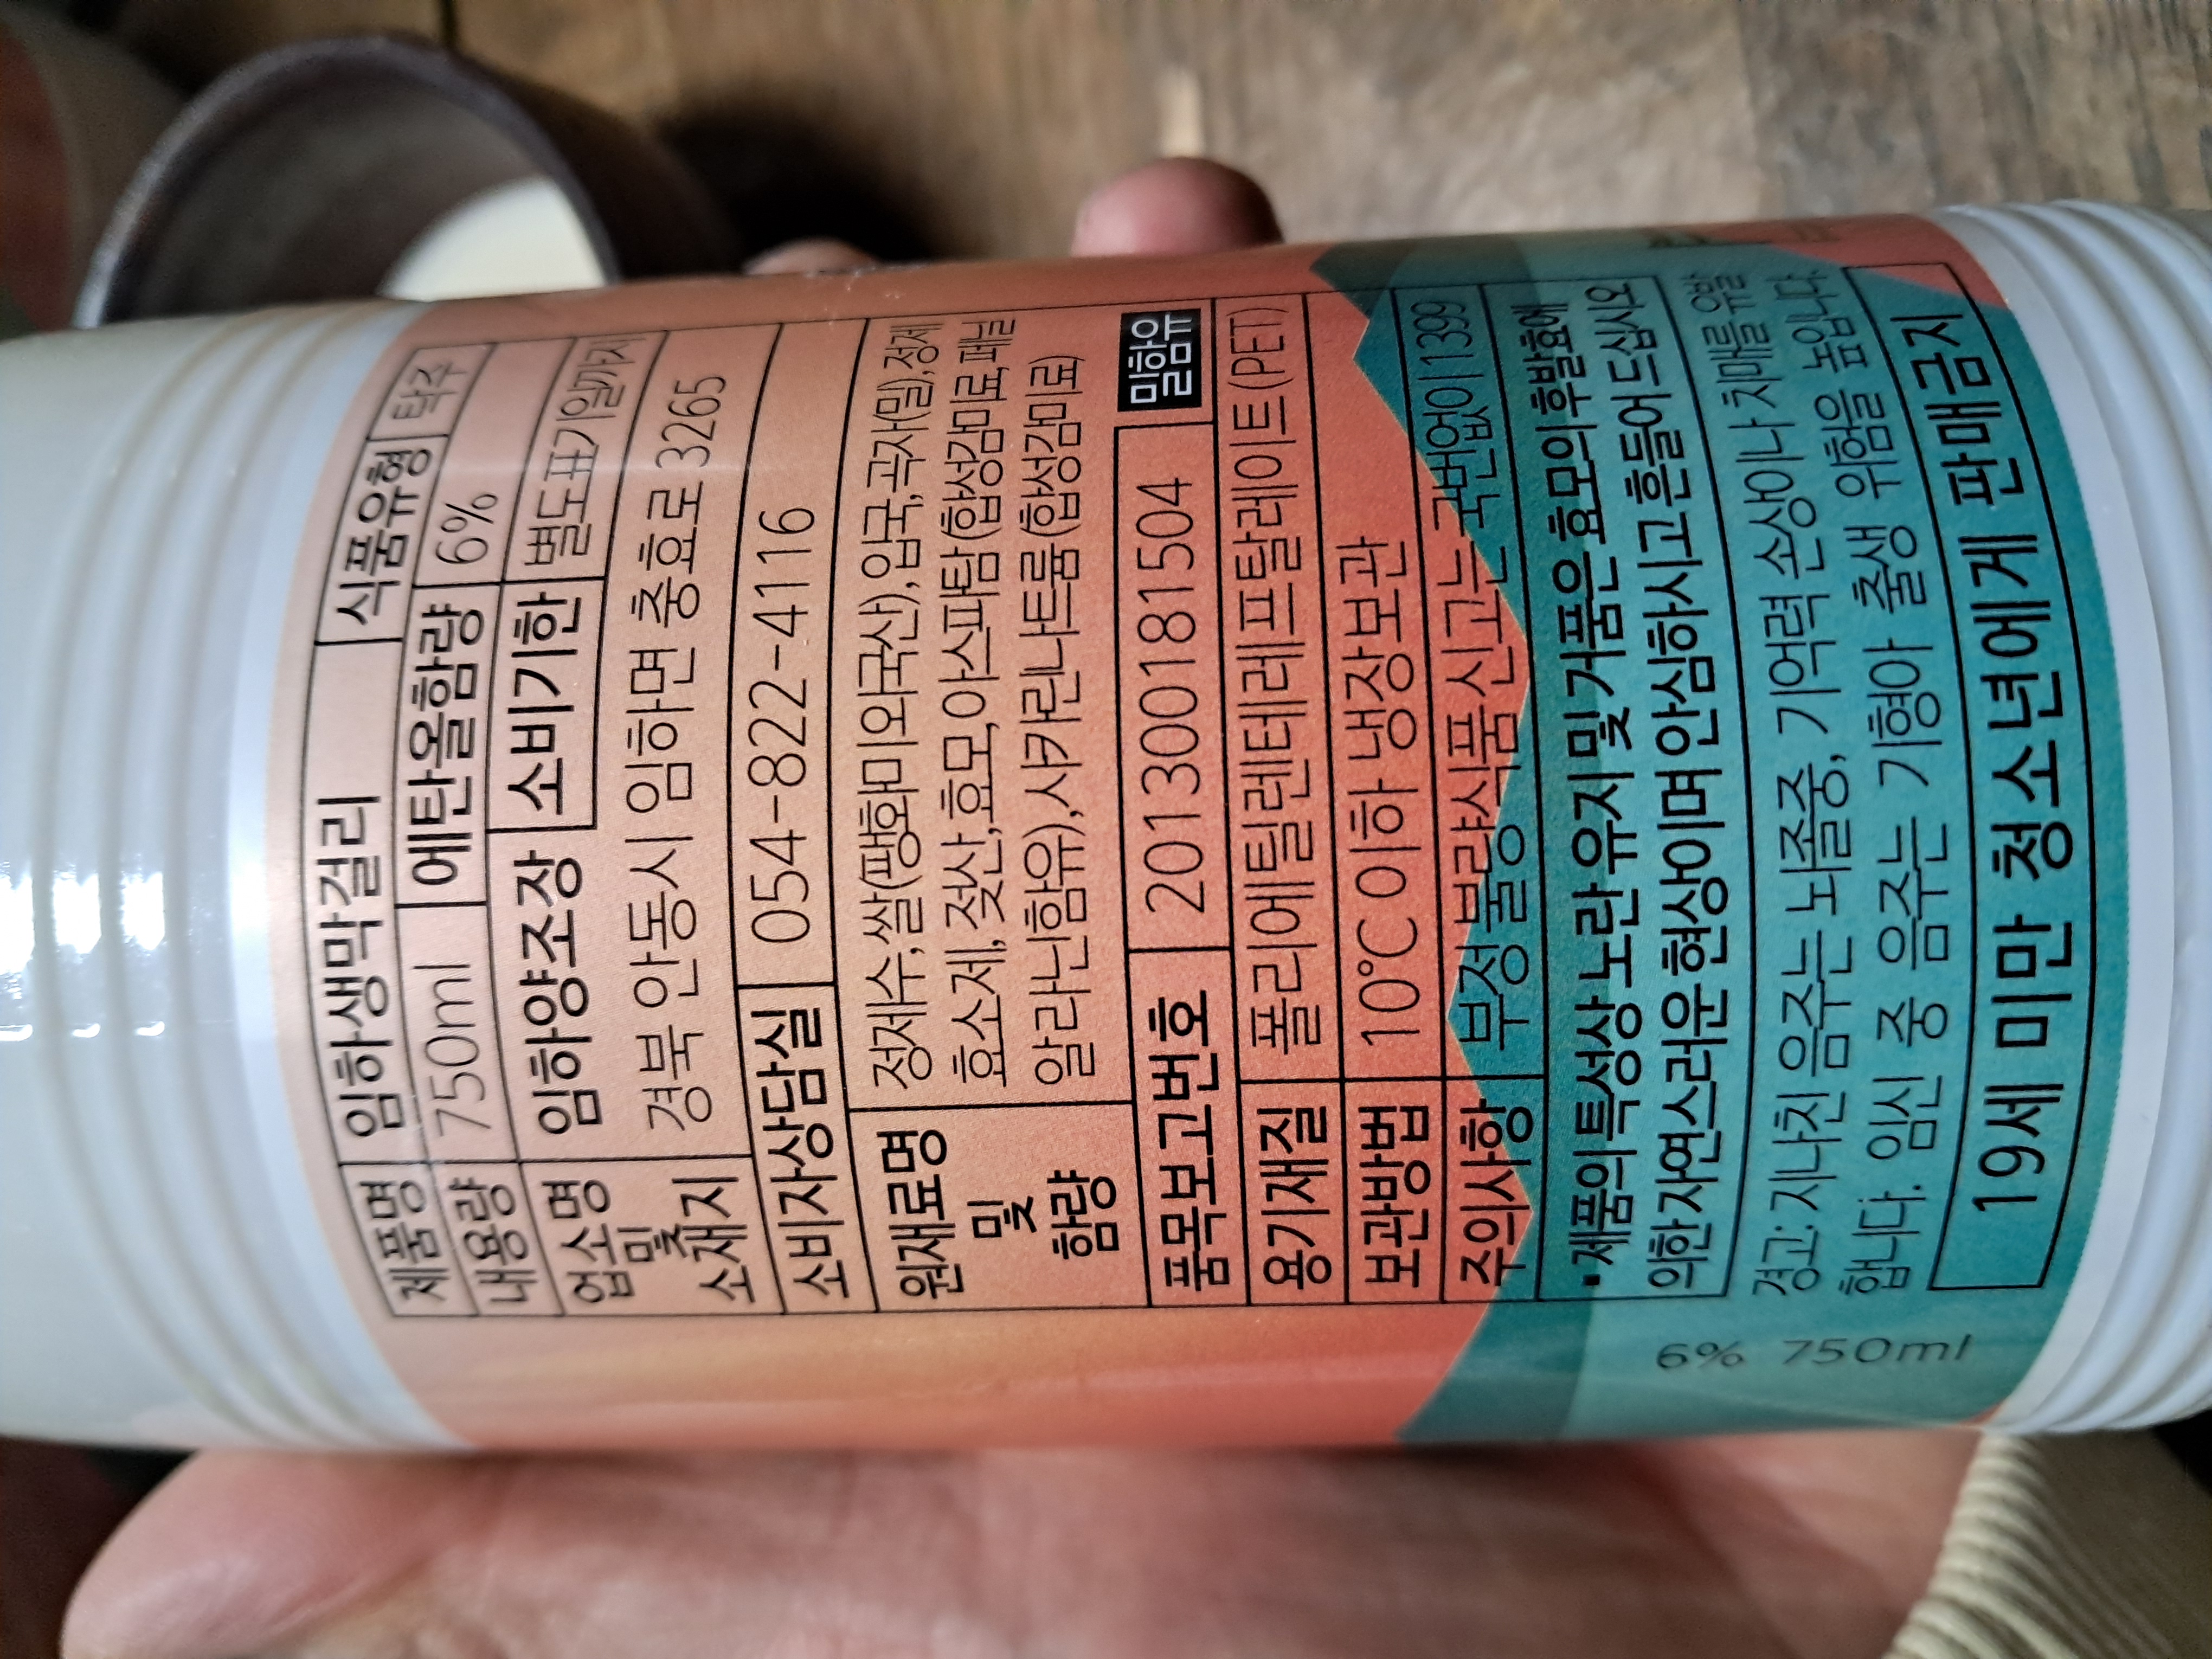 제품명 임하생막걸리 식품유형 탁주
내용량 750ml 에탄올함량 6%
업소명 및 소재지 임하양조장 소비기한 별도표기일까지
경북 안동시 임하면 충효로 3265
소비자상담실 054-822-4116
원재료명 및 함량 정제수,쌀(팽화미외국산),입국,곡자(밀),정제
효소제,젖산,효모,아스파탐(합성감미료,페닐
알라닌함유),사카린나트륨(합성감미료)
밀함유
품목보고번호 201300181504
용기재질 폴리에틸렌테레프탈레이트(PET)
보관방법 10℃ 이하 냉장보관
주의사항 부정불량식품 신고는 국번없이 1399
•제품의 특성상 노란 유지 및 거품은 효모의 후발효에
의한 자연스러운 현상이며 안심하시고 흔들어 드십시오
경고: 지나친 음주는 뇌졸중, 기억력 손상이나 치매를 유발
합니다. 임신 중 음주는 기형아 출생 위험을 높입니다.
19세 미만 청소년에게 판매금지
6% 750ml